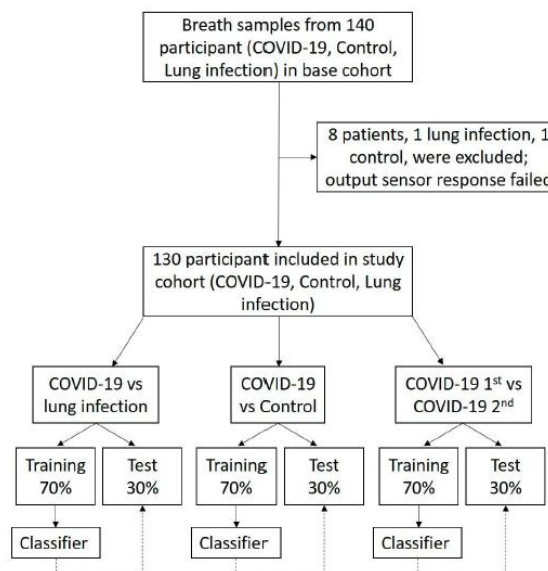 Breath samples from 140
participant (COVID-19, Control,
Lung infection) in base cohort
8 patients, 1 lung infection, 1
control, were excluded;
output sensor response failed
130 participant included in study
cohort (COVID-19, Control, Lung
infection)
COVID-19 vs
lung infection
COVID-19
vs Control
COVID-19 1st vs
COVID-19 2nd
Training
70%
Test
30%
Training
70%
Test
30%
Training
70%
Test
30%
Classifier
Classifier
Classifier